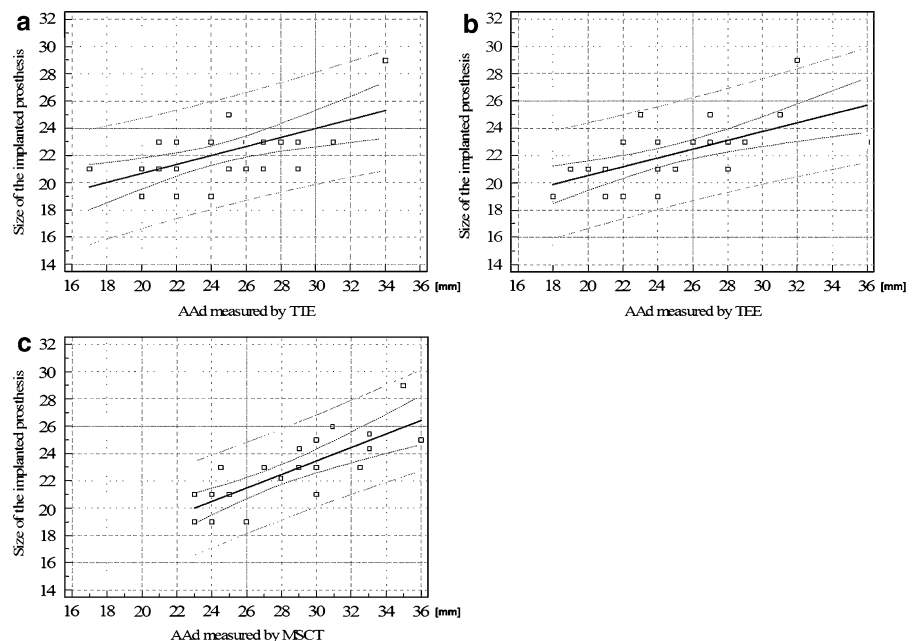 a
32
30
28
26
24
22
20
18
16
14
Size of the implanted prosthesis
16 18 20 22 24 26 28 30 32 34 36 [mm]
AAd measured by TIE
b
32
30
28
26
24
22
20
18
16
14
Size of the implanted prosthesis
16 18 20 22 24 26 28 30 32 34 36 [mm]
AAd measured by TEE
c
32
30
28
26
24
22
20
18
16
14
Size of the implanted prosthesis
16 18 20 22 24 26 28 30 32 34 36 [mm]
AAd measured by MSCT